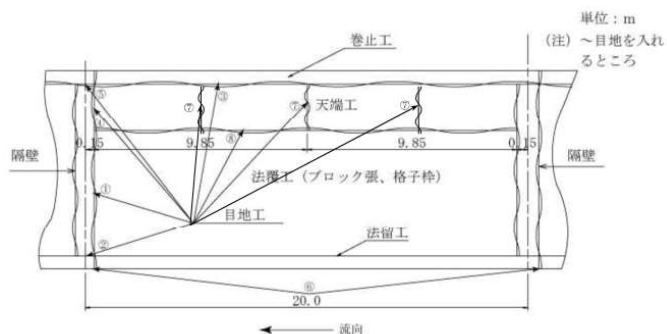 単位：m
(注) ～目地を入れ
るところ
巻止工
⑤
③
⑦
⑦
天端工
⑦
④
⑧
隔壁
0.15
9.85
9.85
0.15
隔壁
法覆工（ブロック張、格子枠）
①
目地工
②
法留工
⑥
20.0
流向